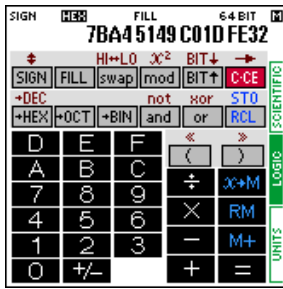 SIGN HEX FILL 64 BIT M
7BA4 5149 C01D FE32
HI↔LO x² BIT↓ →
SIGN FILL swap mod BIT↑ C·CE
→DEC not xor STO
→HEX →OCT →BIN and or RCL
D E F « »
A B C ( )
7 8 9 ÷ x→M
4 5 6 × RM
1 2 3 − M+
0 +/− + =
SCIENTIFIC
LOGIC
UNITS